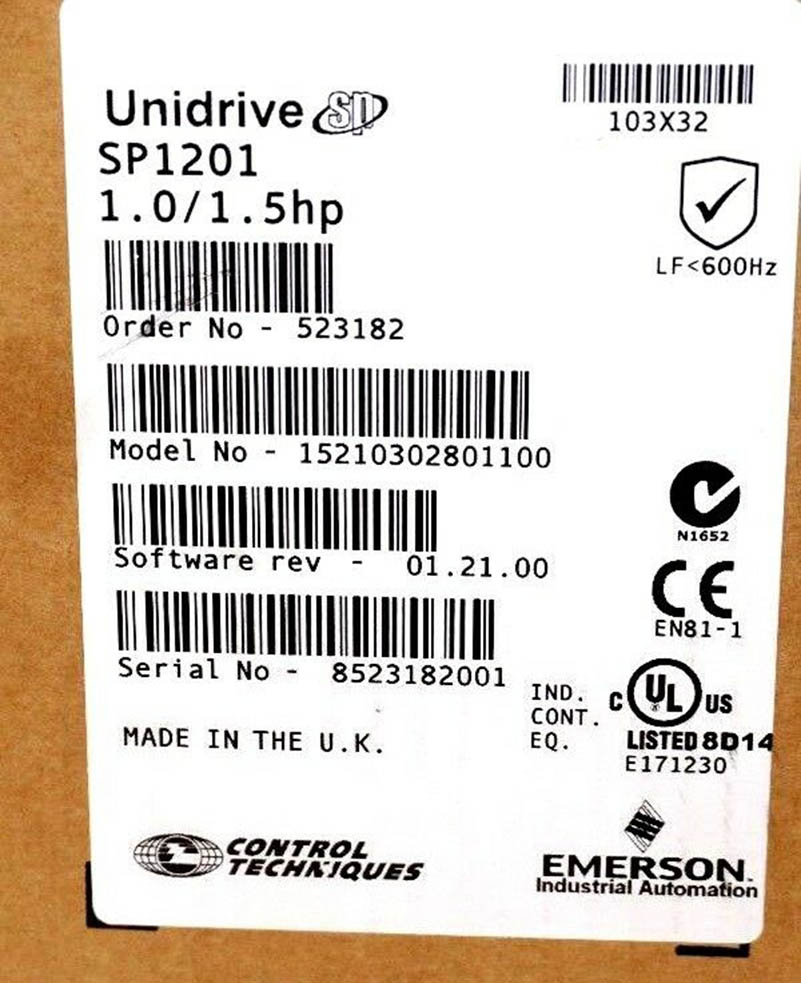 Unidrive SP
103X32
SP1201
1.0/1.5hp
LF<600Hz
Order No - 523182
Model No - 15210302801100
N1652
Software rev - 01.21.00
CE
EN81-1
Serial No - 8523182001
IND.
CONT.
EQ.
C UL US
®
LISTED 8D14
E171230
MADE IN THE U.K.
CONTROL
TECHNIQUES
EMERSON™
Industrial Automation